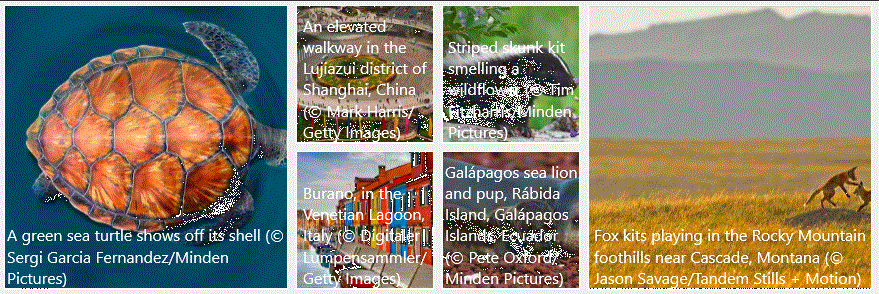 A green sea turtle shows off its shell (©
Sergi Garcia Fernandez/Minden
Pictures)
An elevated
walkway in the
Lujiazui district of
Shanghai, China
(© Mark Harris/
Getty Images)
Striped skunk kit
smelling a
wildflower (© Tim
Fitzharris/Minden
Pictures)
Burano, in the
Venetian Lagoon,
Italy (© Digitaler
Lumpensammler/
Getty Images)
Galápagos sea lion
and pup, Rábida
Island, Galápagos
Islands, Ecuador
(© Pete Oxford/
Minden Pictures)
Fox kits playing in the Rocky Mountain
foothills near Cascade, Montana (©
Jason Savage/Tandem Stills + Motion)